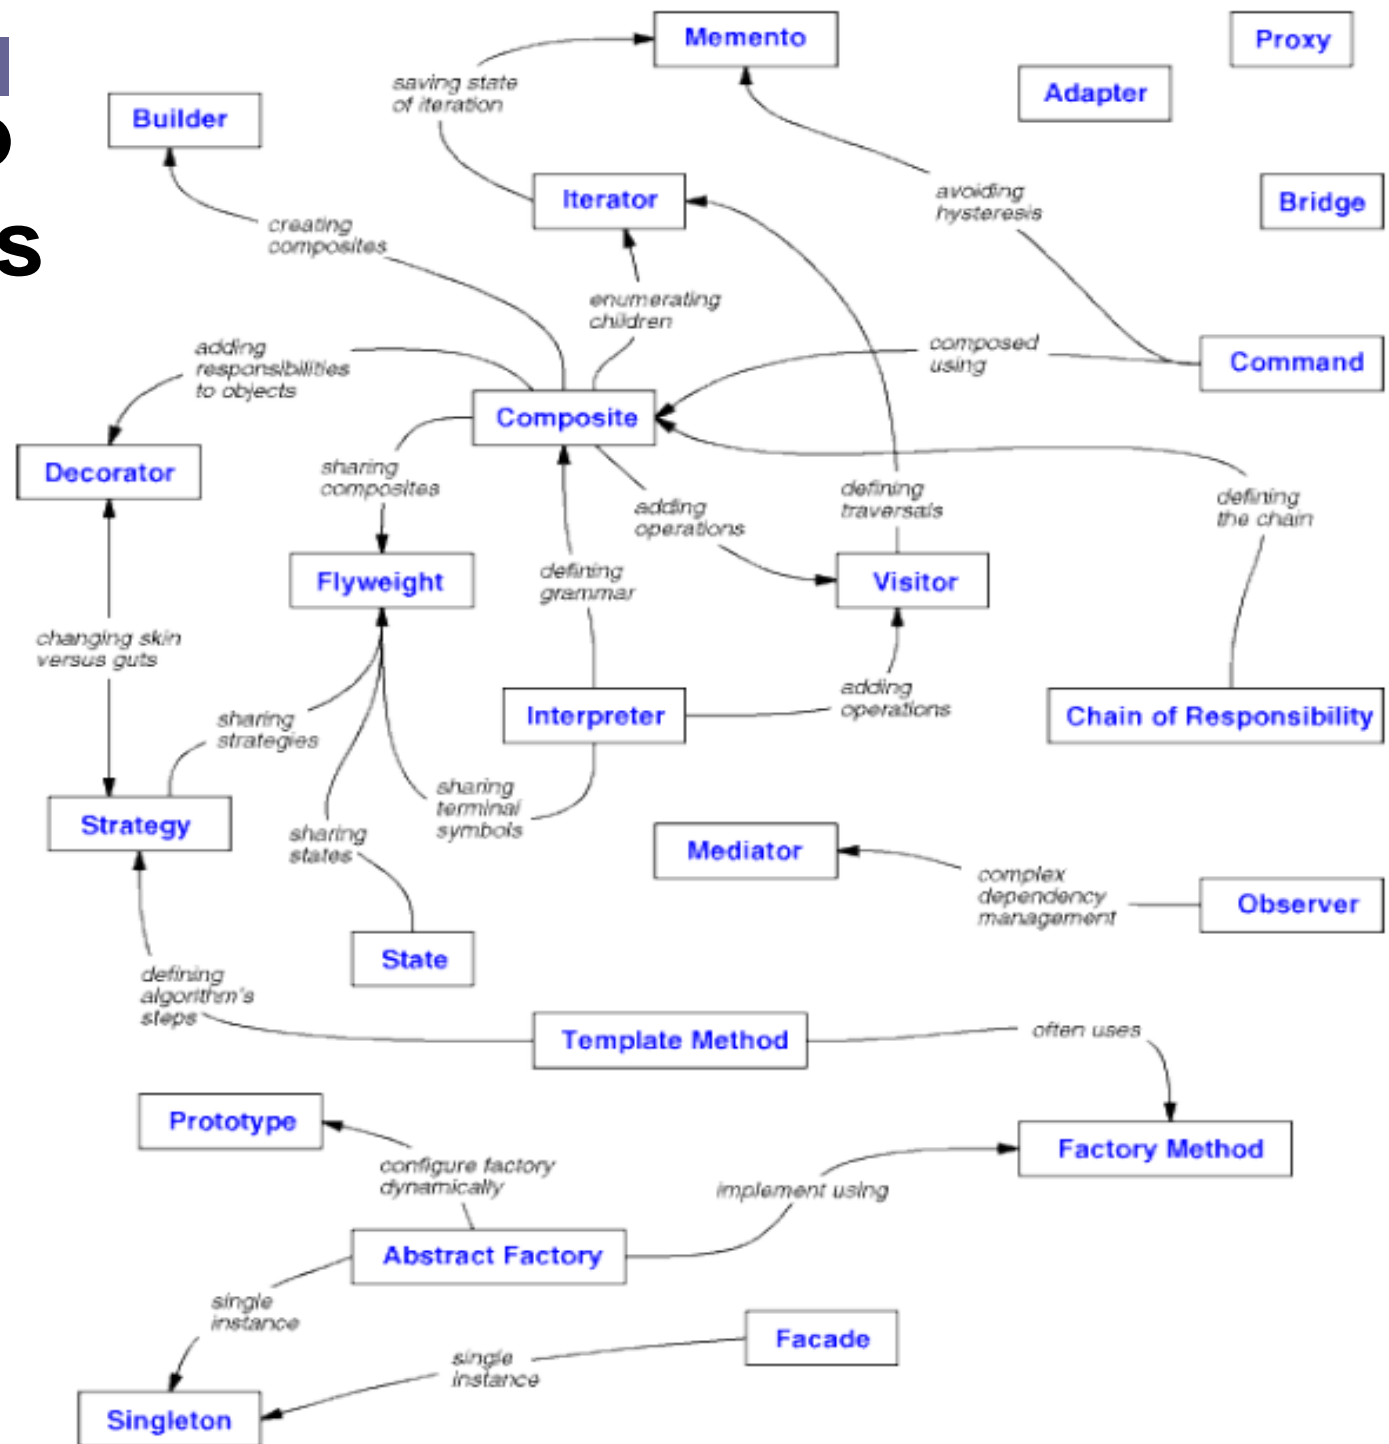 s
Memento
Proxy
Adapter
saving state
of iteration
Builder
Iterator
avoiding
hysteresis
Bridge
creating
composites
enumerating
children
adding
responsibilities
to objects
composed
using
Command
Composite
Decorator
sharing
composites
adding
operations
defining
traversals
defining
the chain
Flyweight
defining
grammar
Visitor
changing skin
versus guts
sharing
strategies
Interpreter
adding
operations
Chain of Responsibility
sharing
terminal
symbols
Strategy
sharing
states
Mediator
complex
dependency
management
Observer
State
defining
algorithm's
steps
Template Method
often uses
Prototype
Factory Method
configure factory
dynamically
implement using
Abstract Factory
single
instance
Facade
single
instance
Singleton